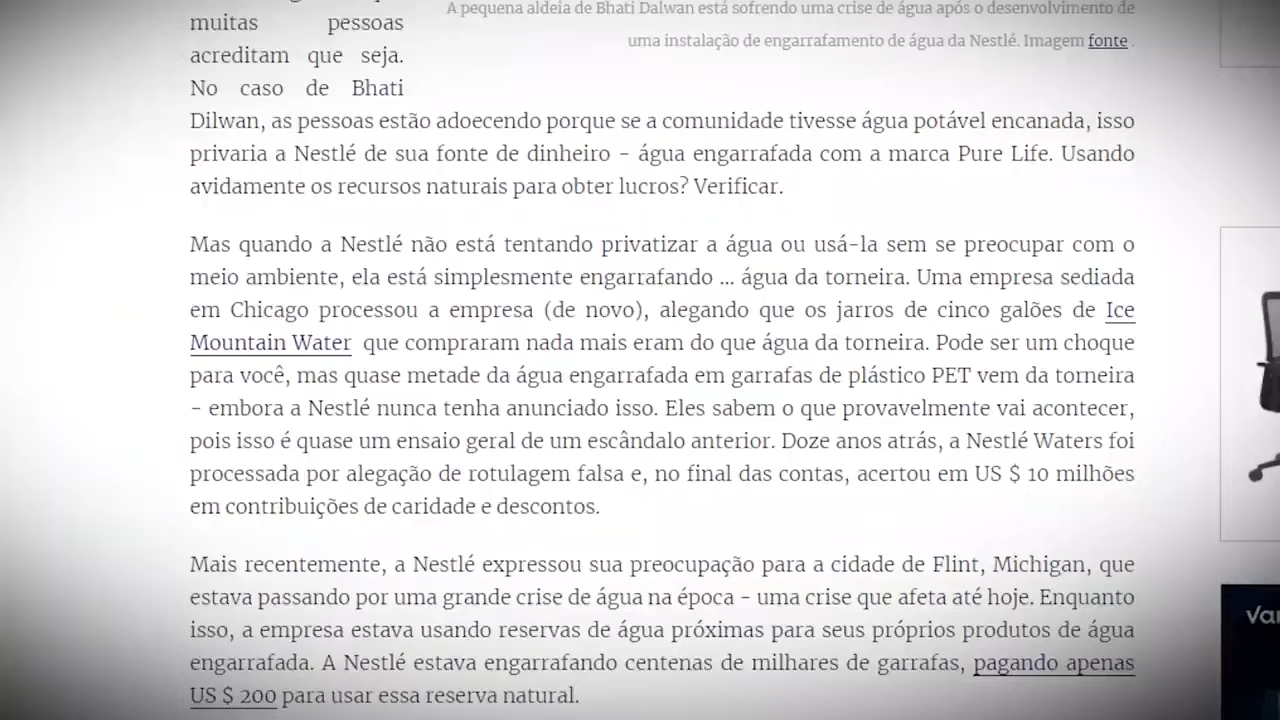 muitas pessoas
acreditam que seja.
No caso de Bhati
A pequena aldeia de Bhati Dalwan está sofrendo uma crise de água após o desenvolvimento de
uma instalação de engarrafamento de água da Nestlé. Imagem fonte .
Dilwan, as pessoas estão adoecendo porque se a comunidade tivesse água potável encanada, isso
privaria a Nestlé de sua fonte de dinheiro - água engarrafada com a marca Pure Life. Usando
avidamente os recursos naturais para obter lucros? Verificar.
Mas quando a Nestlé não está tentando privatizar a água ou usá-la sem se preocupar com o
meio ambiente, ela está simplesmente engarrafando ... água da torneira. Uma empresa sediada
em Chicago processou a empresa (de novo), alegando que os jarros de cinco galões de Ice
Mountain Water que compraram nada mais eram do que água da torneira. Pode ser um choque
para você, mas quase metade da água engarrafada em garrafas de plástico PET vem da torneira
- embora a Nestlé nunca tenha anunciado isso. Eles sabem o que provavelmente vai acontecer,
pois isso é quase um ensaio geral de um escândalo anterior. Doze anos atrás, a Nestlé Waters foi
processada por alegação de rotulagem falsa e, no final das contas, acertou em US $ 10 milhões
em contribuições de caridade e descontos.
Mais recentemente, a Nestlé expressou sua preocupação para a cidade de Flint, Michigan, que
estava passando por uma grande crise de água na época - uma crise que afeta até hoje. Enquanto
isso, a empresa estava usando reservas de água próximas para seus próprios produtos de água
engarrafada. A Nestlé estava engarrafando centenas de milhares de garrafas, pagando apenas
US $ 200 para usar essa reserva natural.